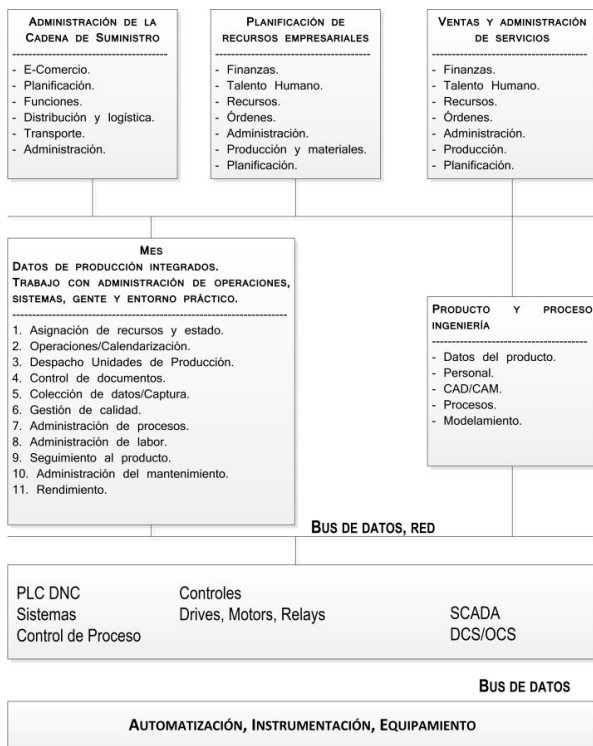 ADMINISTRACIÓN DE LA
CADENA DE SUMINISTRO
- E-Comercio.
- Planificación.
- Funciones.
- Distribución y logística.
- Transporte.
- Administración.
PLANIFICACIÓN DE
RECURSOS EMPRESARIALES
- Finanzas.
- Talento Humano.
- Recursos.
- Órdenes.
- Administración.
- Producción y materiales.
- Planificación.
VENTAS Y ADMINISTRACIÓN
DE SERVICIOS
- Finanzas.
- Talento Humano.
- Recursos.
- Órdenes.
- Administración.
- Producción.
- Planificación.
MES
DATOS DE PRODUCCIÓN INTEGRADOS.
TRABAJO CON ADMINISTRACIÓN DE OPERACIONES,
SISTEMAS, GENTE Y ENTORNO PRÁCTICO.
1. Asignación de recursos y estado.
2. Operaciones/Calendarización.
3. Despacho Unidades de Producción.
4. Control de documentos.
5. Colección de datos/Captura.
6. Gestión de calidad.
7. Administración de procesos.
8. Administración de labor.
9. Seguimiento al producto.
10. Administración del mantenimiento.
11. Rendimiento.
PRODUCTO Y PROCESO
INGENIERÍA
- Datos del producto.
- Personal.
- CAD/CAM.
- Procesos.
- Modelamiento.
BUS DE DATOS, RED
PLC DNC
Sistemas
Control de Proceso
Controles
Drives, Motors, Relays
SCADA
DCS/OCS
BUS DE DATOS
AUTOMATIZACIÓN, INSTRUMENTACIÓN, EQUIPAMIENTO